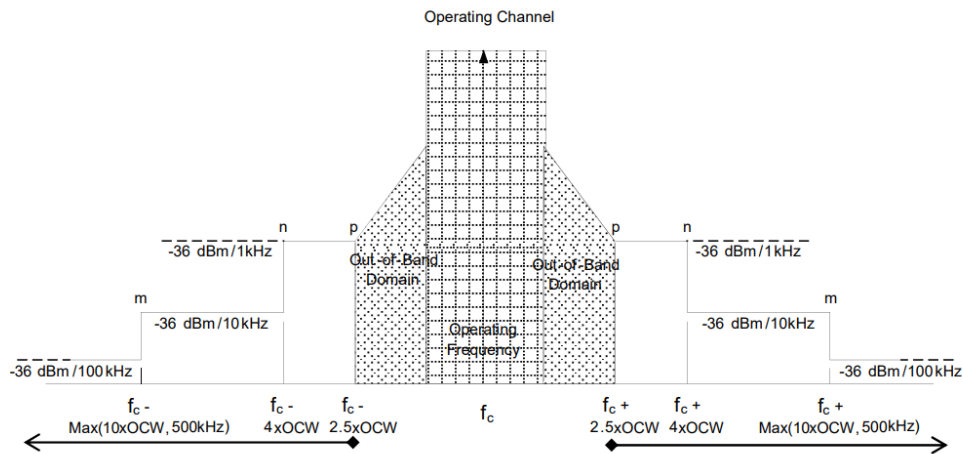 Operating Channel
n p p n
-36 dBm/1kHz -36 dBm/1kHz
Out-of-Band Domain Out-of-Band Domain
m m
-36 dBm/10kHz Operating Frequency -36 dBm/10kHz
-36 dBm/100kHz -36 dBm/100kHz
fc - fc - fc - fc fc + fc + fc +
Max(10xOCW, 500kHz) 4xOCW 2.5xOCW 2.5xOCW 4xOCW Max(10xOCW, 500kHz)